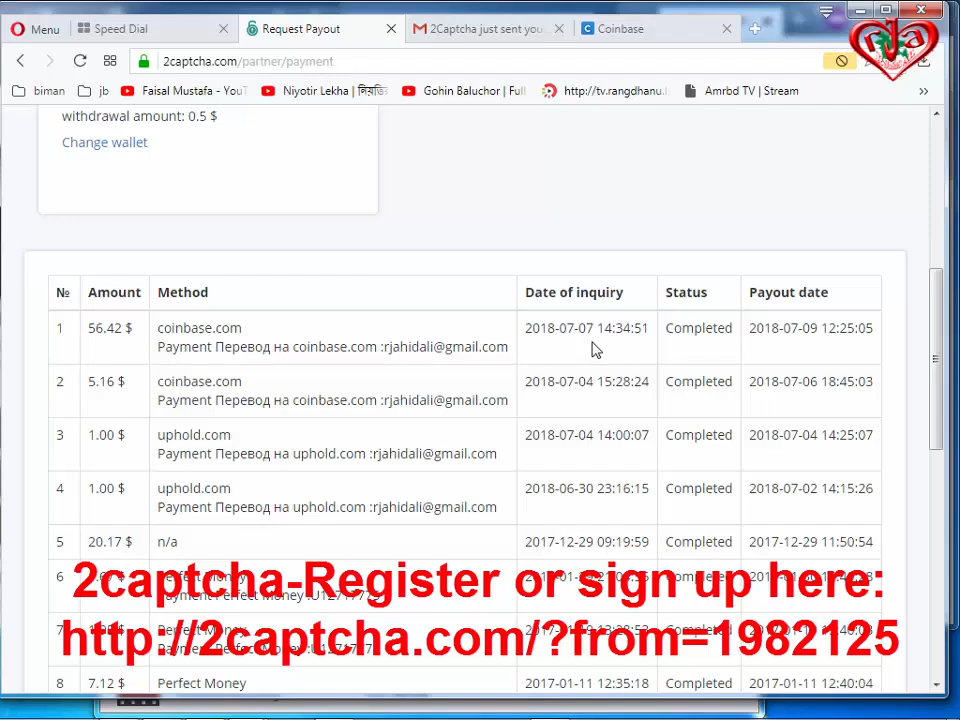 Menu Speed Dial Request Payout 2Captcha just sent you Coinbase
rja
2captcha.com/partner/payment
biman jb Faisal Mustafa - YouT Niyotir Lekha | Gohin Baluchor | Full http://tv.rangdhanu. Amrbd TV | Stream »
withdrawal amount: 0.5 $
Change wallet
№ Amount Method Date of inquiry Status Payout date
1 56.42 $ coinbase.com 2018-07-07 14:34:51 Completed 2018-07-09 12:25:05
Payment Перевод на coinbase.com :rjahidali@gmail.com
2 5.16 $ coinbase.com 2018-07-04 15:28:24 Completed 2018-07-06 18:45:03
Payment Перевод на coinbase.com :rjahidali@gmail.com
3 1.00 $ uphold.com 2018-07-04 14:00:07 Completed 2018-07-04 14:25:07
Payment Перевод на uphold.com :rjahidali@gmail.com
4 1.00 $ uphold.com 2018-06-30 23:16:15 Completed 2018-07-02 14:15:26
Payment Перевод на uphold.com :rjahidali@gmail.com
5 20.17 $ n/a 2017-12-29 09:19:59 Completed 2017-12-29 11:50:54
6
2captcha-Register or sign up here:
7
http://2captcha.com/?from=1982125
8 7.12 $ Perfect Money 2017-01-11 12:35:18 Completed 2017-01-11 12:40:04